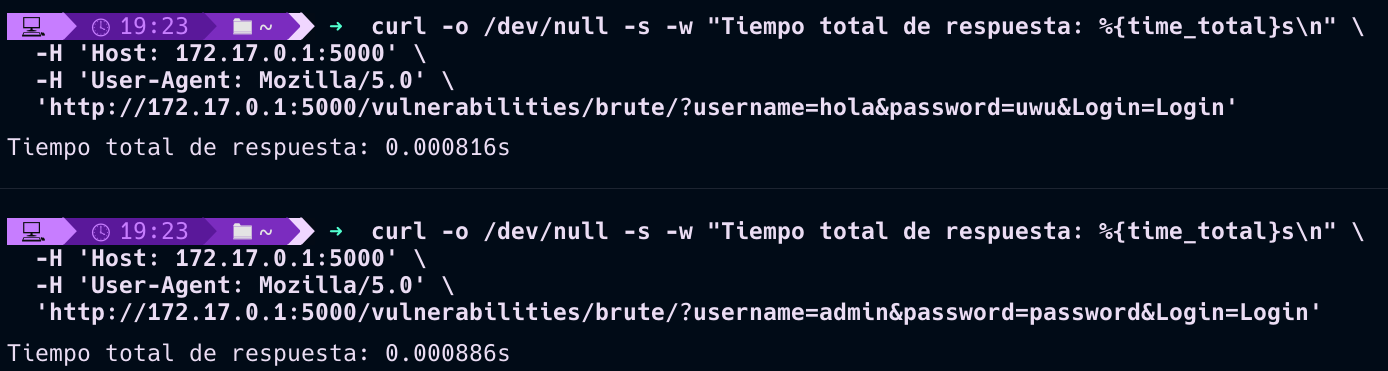 19:23 ~ ➜ curl -o /dev/null -s -w "Tiempo total de respuesta: %{time_total}s\n" \
-H 'Host: 172.17.0.1:5000' \
-H 'User-Agent: Mozilla/5.0' \
'http://172.17.0.1:5000/vulnerabilities/brute/?username=hola&password=uwu&Login=Login'
Tiempo total de respuesta: 0.000816s
19:23 ~ ➜ curl -o /dev/null -s -w "Tiempo total de respuesta: %{time_total}s\n" \
-H 'Host: 172.17.0.1:5000' \
-H 'User-Agent: Mozilla/5.0' \
'http://172.17.0.1:5000/vulnerabilities/brute/?username=admin&password=password&Login=Login'
Tiempo total de respuesta: 0.000886s